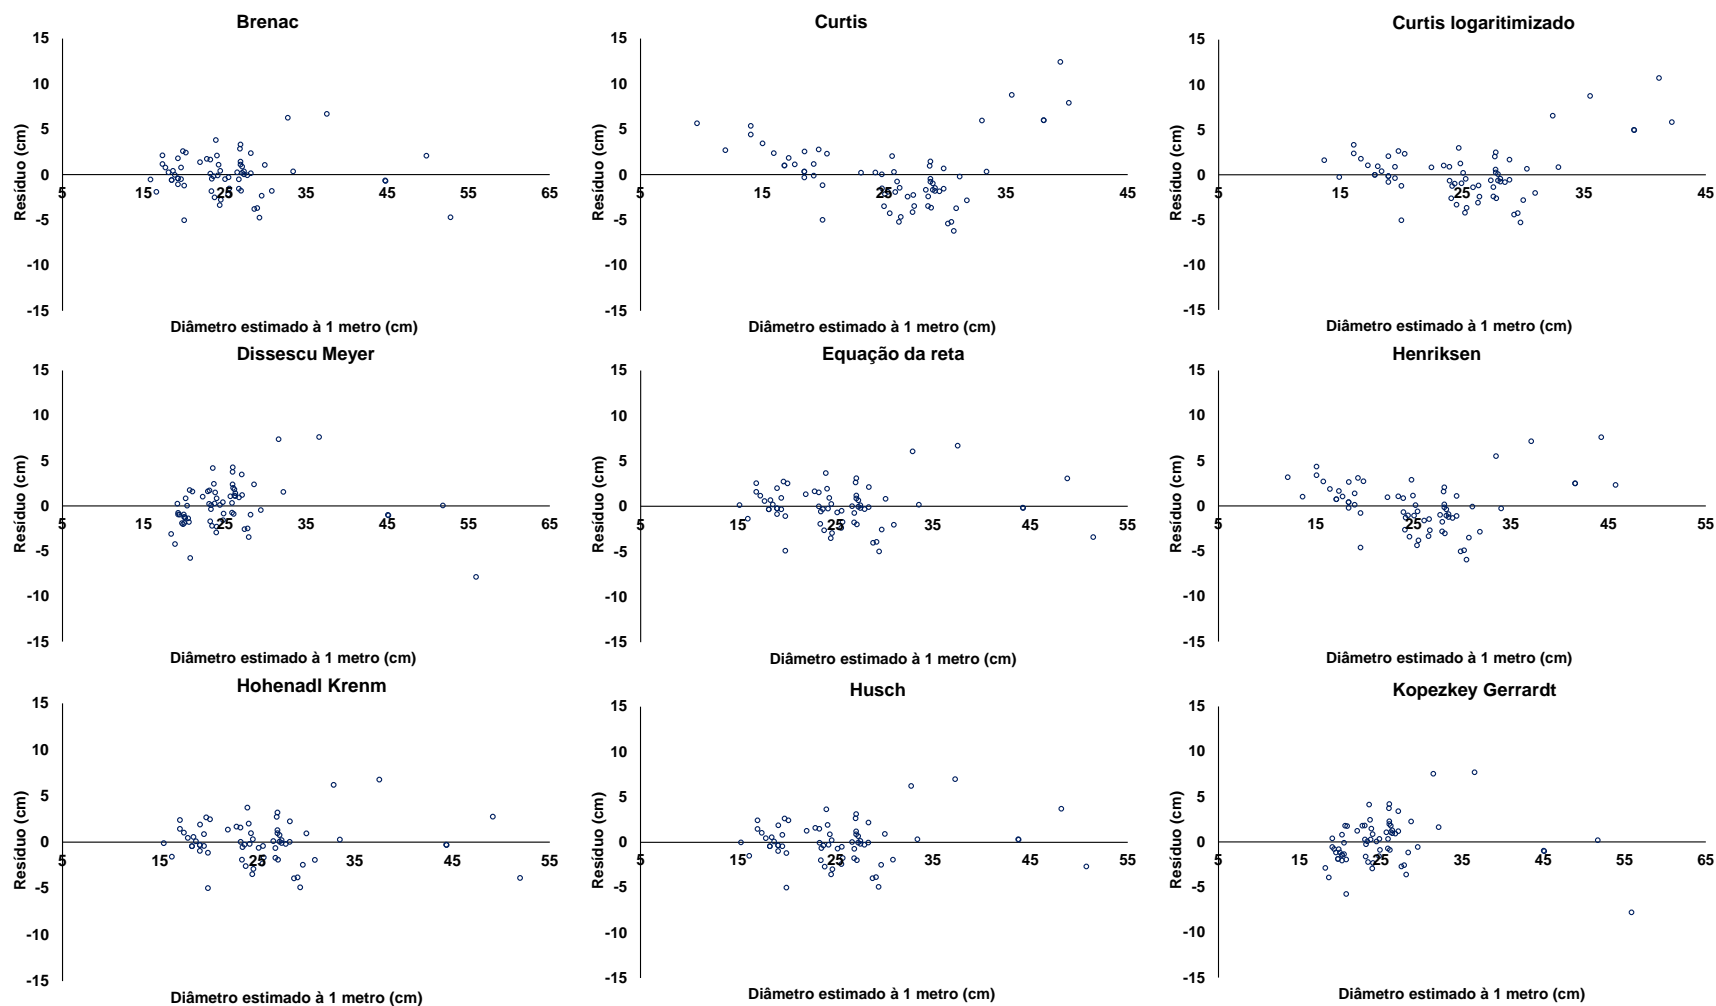 Brenac
15
10
5
0
-5
-10
-15
5 15 25 35 45 55 65
Resíduo (cm)
Diâmetro estimado à 1 metro (cm)
Curtis
15
10
5
0
-5
-10
-15
5 15 25 35 45
Resíduo (cm)
Diâmetro estimado à 1 metro (cm)
Curtis logaritimizado
15
10
5
0
-5
-10
-15
5 15 25 35 45
Resíduo (cm)
Diâmetro estimado à 1 metro (cm)
Dissescu Meyer
15
10
5
0
-5
-10
-15
5 15 25 35 45 55 65
Resíduo (cm)
Diâmetro estimado à 1 metro (cm)
Equação da reta
15
10
5
0
-5
-10
-15
5 15 25 35 45 55
Resíduo (cm)
Diâmetro estimado à 1 metro (cm)
Henriksen
15
10
5
0
-5
-10
-15
5 15 25 35 45 55
Resíduo (cm)
Diâmetro estimado à 1 metro (cm)
Hohenadl Krenm
15
10
5
0
-5
-10
-15
5 15 25 35 45 55
Resíduo (cm)
Diâmetro estimado à 1 metro (cm)
Husch
15
10
5
0
-5
-10
-15
5 15 25 35 45 55
Resíduo (cm)
Diâmetro estimado à 1 metro (cm)
Kopezkey Gerrardt
15
10
5
0
-5
-10
-15
5 15 25 35 45 55 65
Resíduo (cm)
Diâmetro estimado à 1 metro (cm)